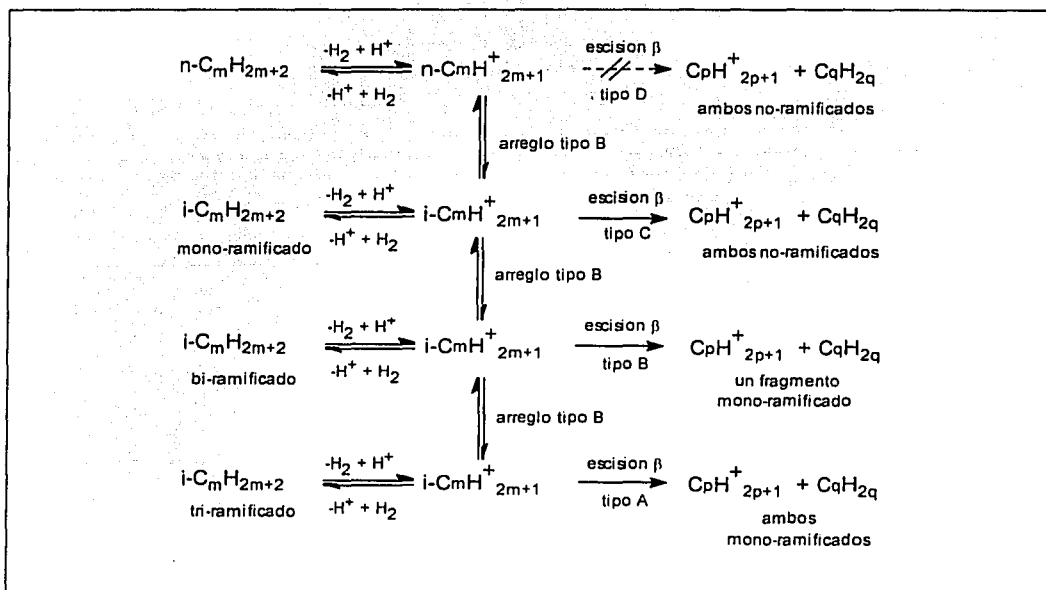 -H2 + H+
n-CmH2m+2
-H+ + H2
n-CmH+2m+1
escision β
tipo D
CpH+2p+1 + CqH2q
ambos no-ramificados
arreglo tipo B
-H2 + H+
i-CmH2m+2
mono-ramificado
-H+ + H2
i-CmH+2m+1
escision β
tipo C
CpH+2p+1 + CqH2q
ambos no-ramificados
arreglo tipo B
-H2 + H+
i-CmH2m+2
bi-ramificado
-H+ + H2
i-CmH+2m+1
escision β
tipo B
CpH+2p+1 + CqH2q
un fragmento
mono-ramificado
arreglo tipo B
-H2 + H+
i-CmH2m+2
tri-ramificado
-H+ + H2
i-CmH+2m+1
escision β
tipo A
CpH+2p+1 + CqH2q
ambos
mono-ramificados